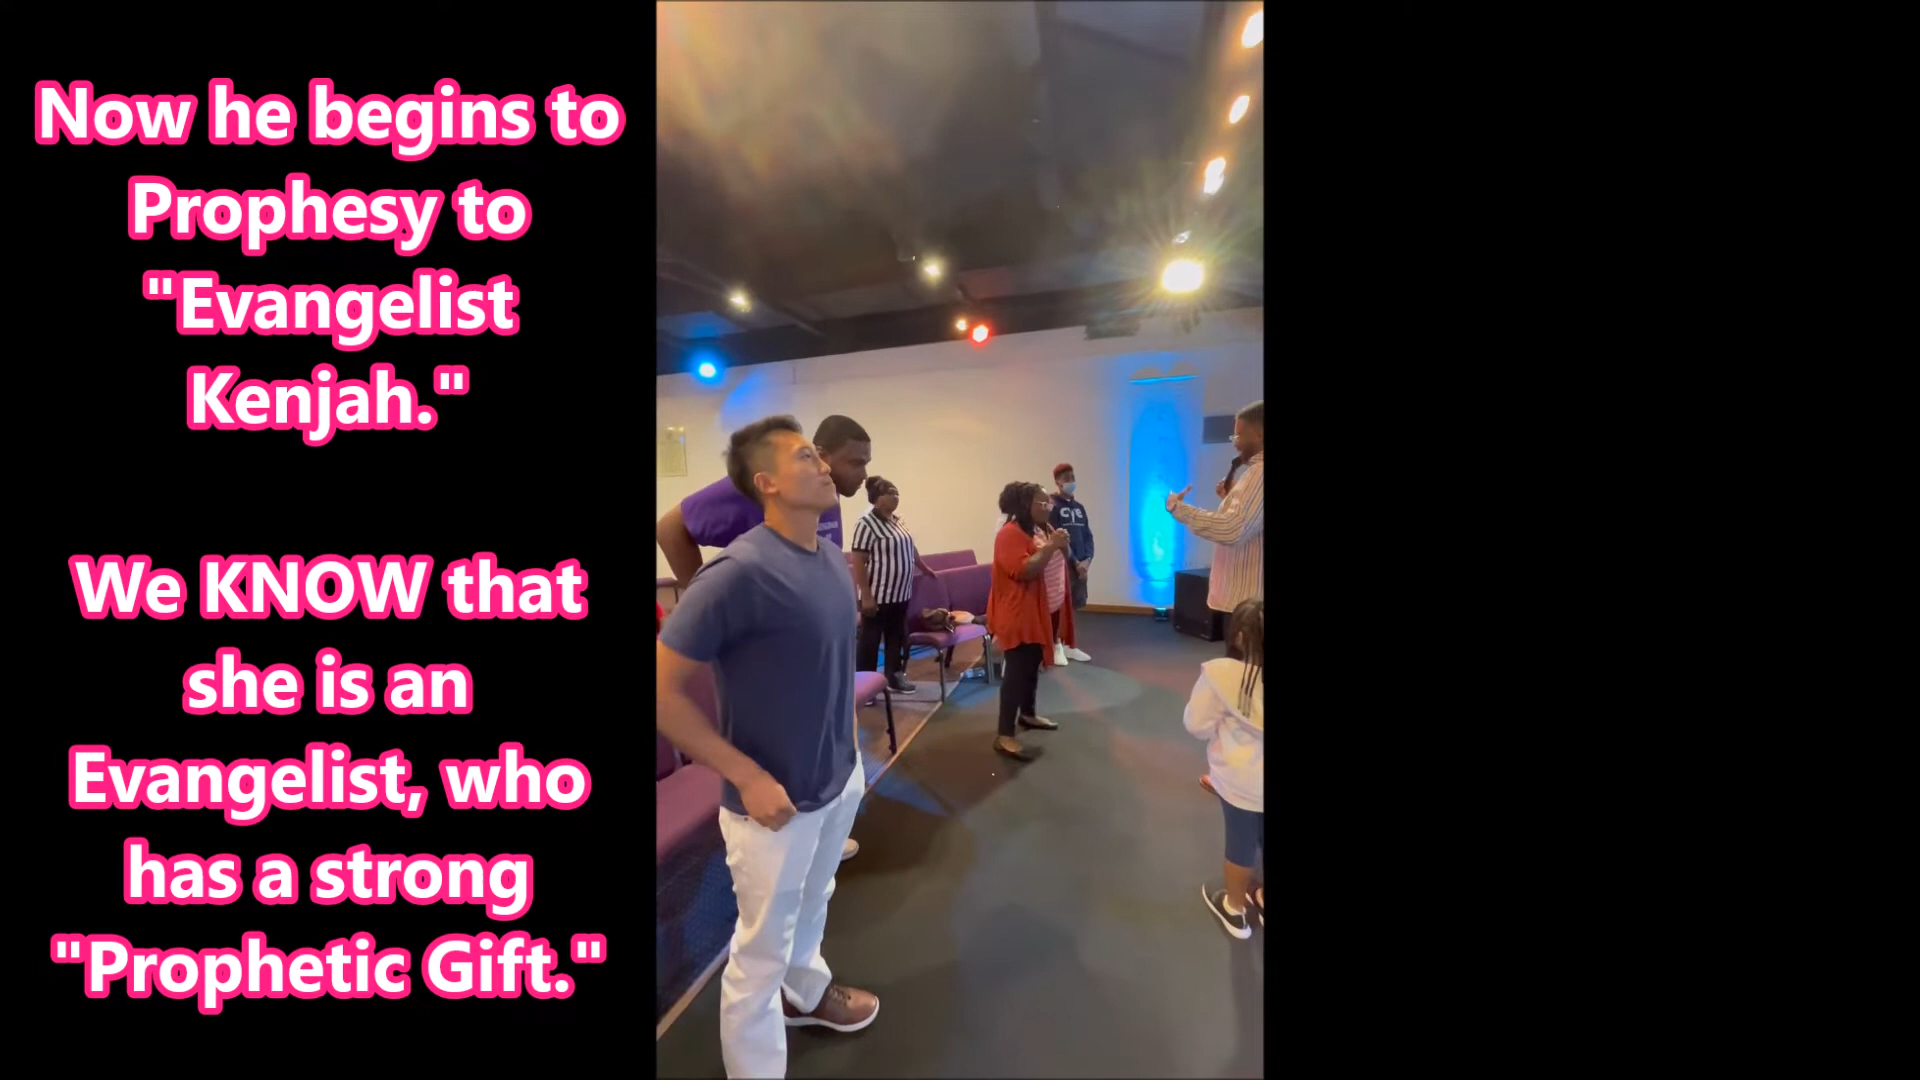 Now he begins to
Prophesy to
"Evangelist
Kenjah."
We KNOW that
she is an
Evangelist, who
has a strong
"Prophetic Gift."